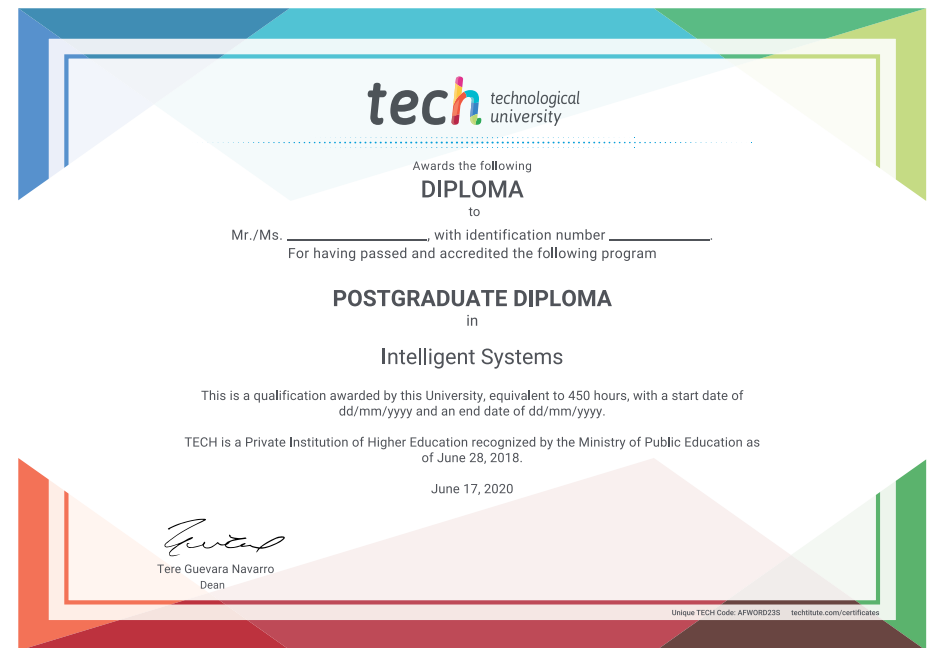 tech technological
university
Awards the following
DIPLOMA
to
Mr./Ms. ____________, with identification number ____________.
For having passed and accredited the following program
POSTGRADUATE DIPLOMA
in
Intelligent Systems
This is a qualification awarded by this University, equivalent to 450 hours, with a start date of
dd/mm/yyyy and an end date of dd/mm/yyyy.
TECH is a Private Institution of Higher Education recognized by the Ministry of Public Education as
of June 28, 2018.
June 17, 2020
Tere Guevara Navarro
Dean
Unique TECH Code: AFWORD23S techtitute.com/certificates